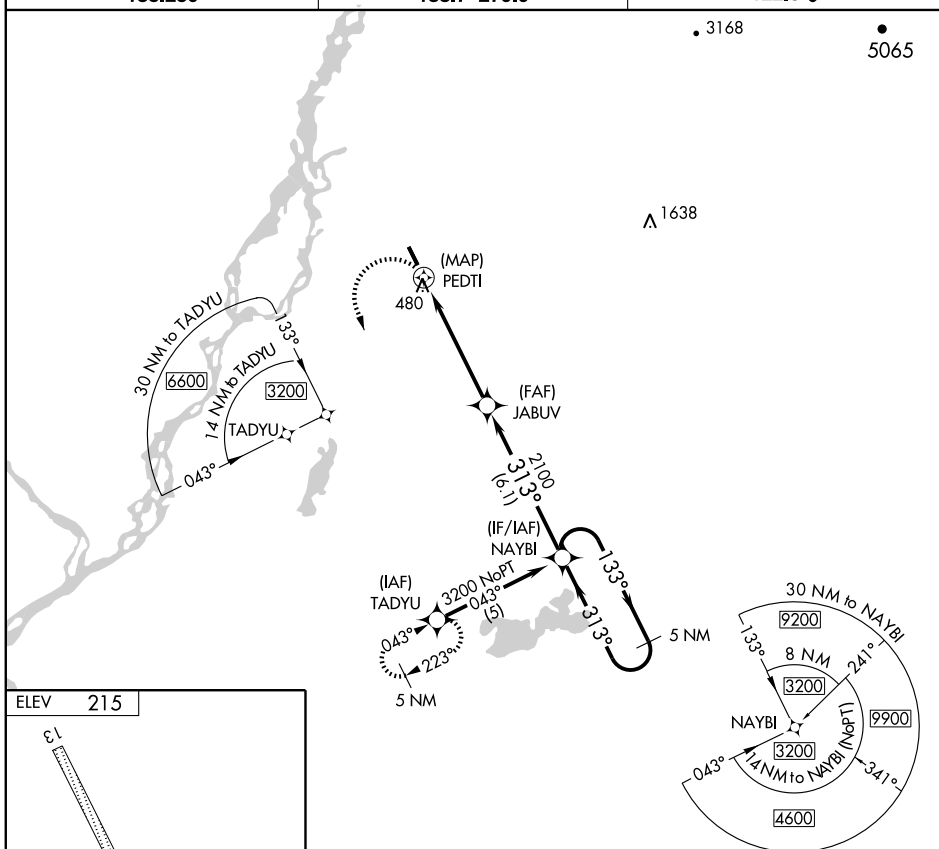 3168
5065
1638
(MAP)
PEDTI
480
30 NM to TADYU
6600
133°
14 NM to TADYU
3200
TADYU
043°
(FAF)
JABUV
2100
313°
(6.1)
(IF/IAF)
NAYBI
133°
313°
5 NM
(IAF)
TADYU
3200 NoPT
043°
(5)
043°
223°
5 NM
30 NM to NAYBI
9200
133°
8 NM
241°
3200
NAYBI
9900
3200
14 NM to NAYBI (NoPT)
043°
341°
4600
ELEV 215
13